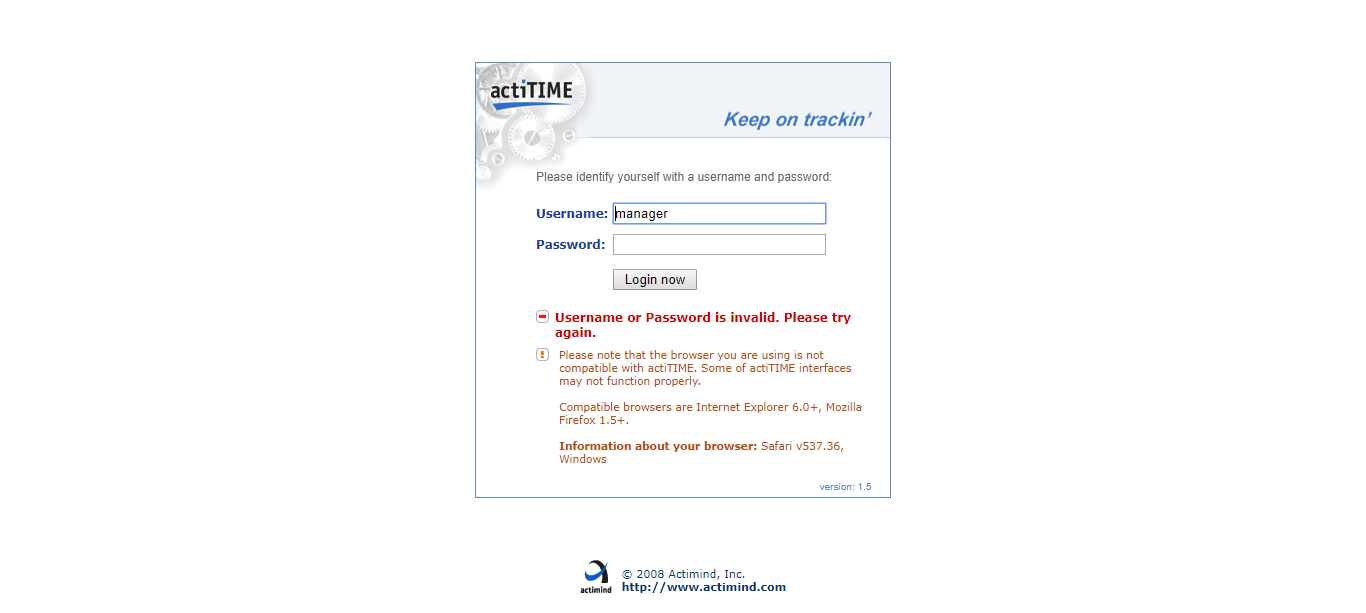 actiTIME
Keep on trackin'
Please identify yourself with a username and password:
Username: manager
Password:
Login now
Username or Password is invalid. Please try
again.
Please note that the browser you are using is not
compatible with actiTIME. Some of actiTIME interfaces
may not function properly.
Compatible browsers are Internet Explorer 6.0+, Mozilla
Firefox 1.5+.
Information about your browser: Safari v537.36,
Windows
version: 1.5
actimind
© 2008 Actimind, Inc.
http://www.actimind.com